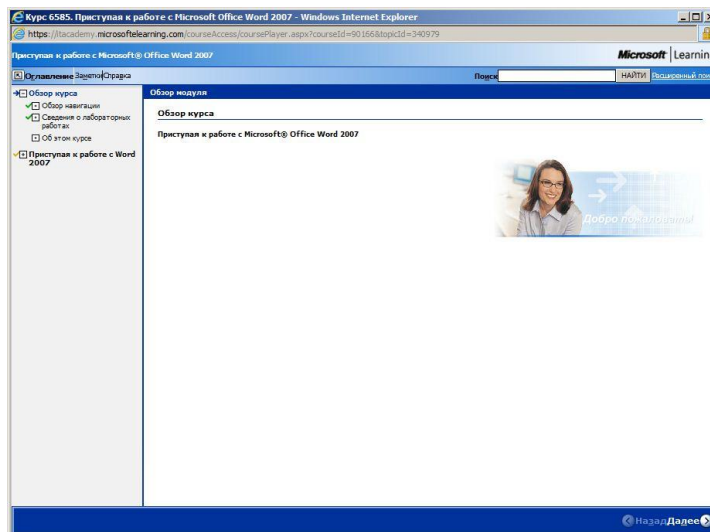 Курс 6585. Приступая к работе с Microsoft Office Word 2007 - Windows Internet Explorer
https://itacademy.microsoftelearning.com/courseAccess/coursePlayer.aspx?courseId=90166&topicId=340979
Приступая к работе с Microsoft® Office Word 2007
Microsoft Learnin
Оглавление Заметки Справка
Поиск
НАЙТИ Расширенный пои
Обзор курса
Обзор навигации
Сведения о лабораторных
работах
Об этом курсе
Приступая к работе с Word
2007
Обзор модуля
Обзор курса
Приступая к работе с Microsoft® Office Word 2007
Добро пожаловать!
Назад Далее